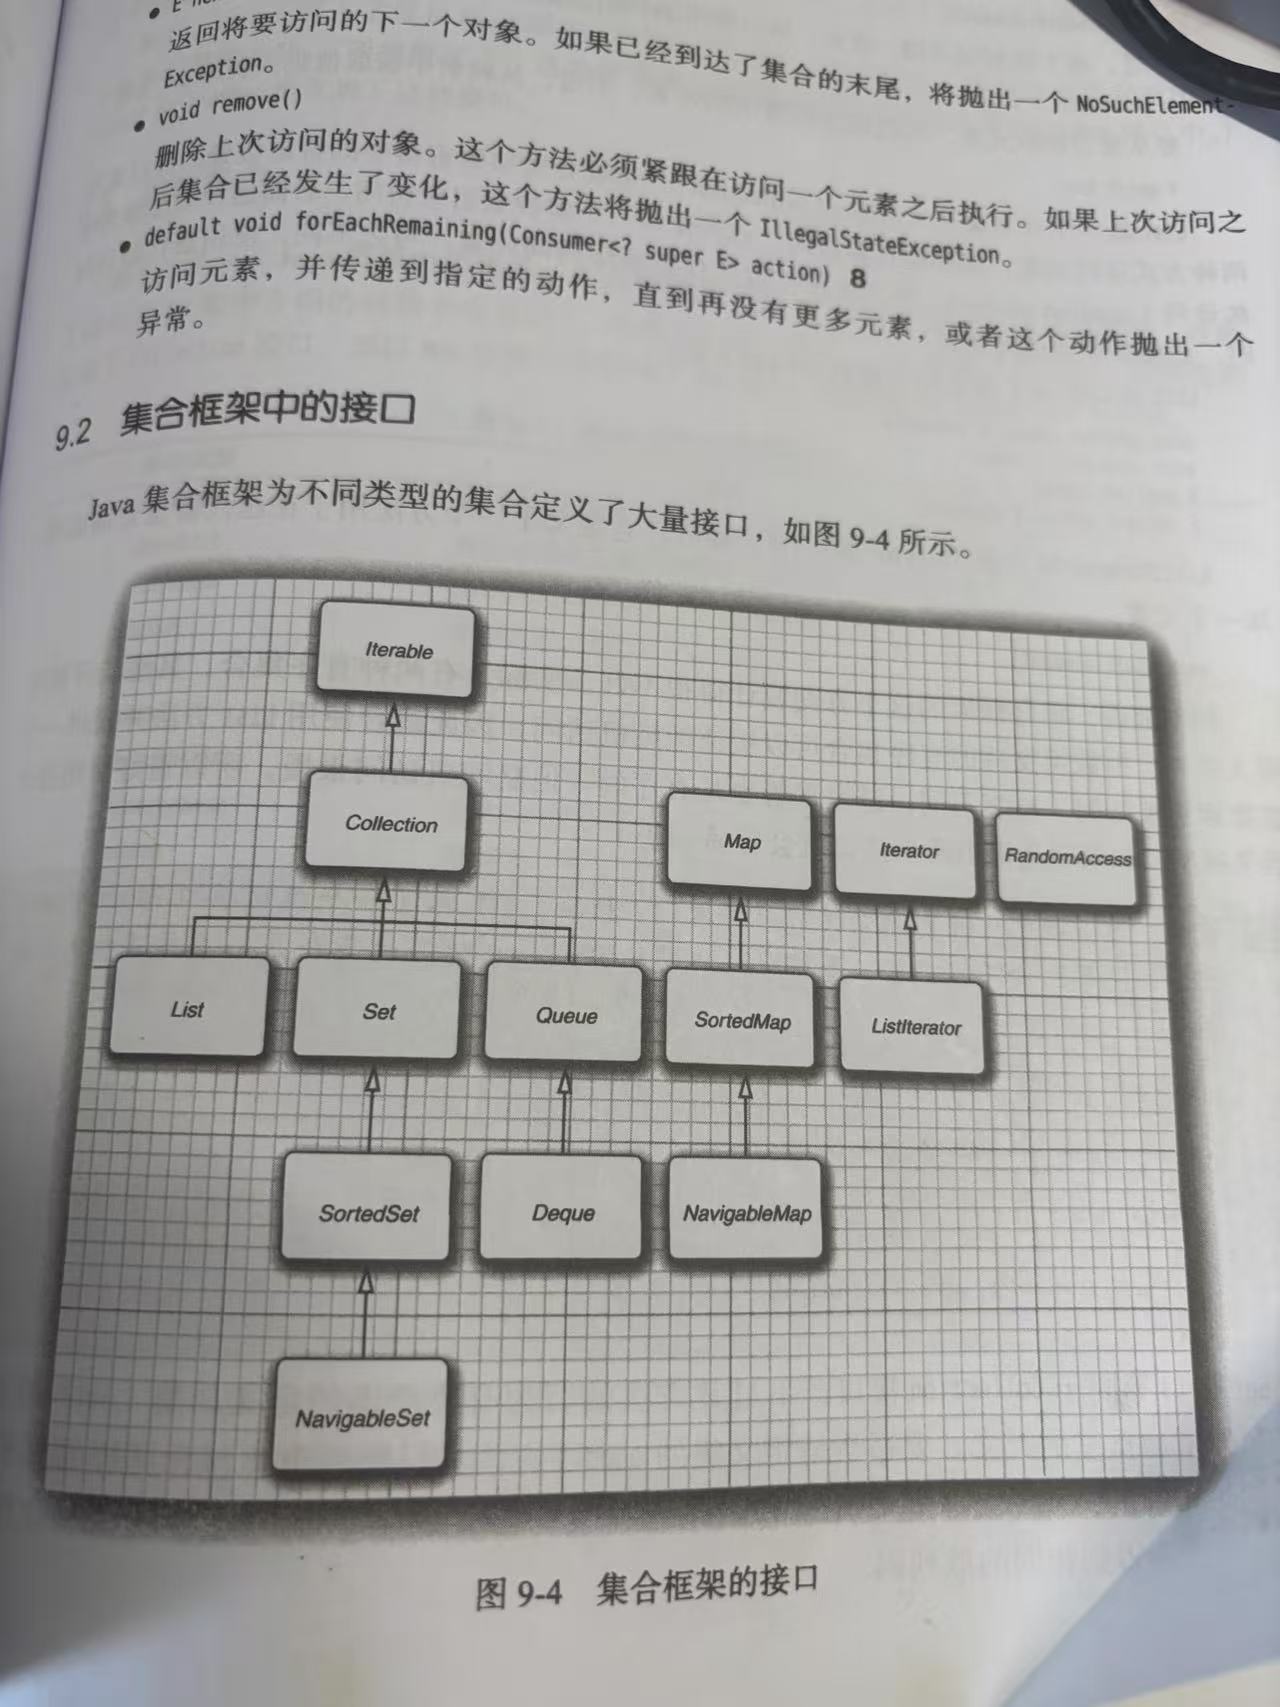 返回将要访问的下一个对象。如果已经到达了集合的末尾，将抛出一个 NoSuchElement-
Exception。
● void remove()
删除上次访问的对象。这个方法必须紧跟在访问一个元素之后执行。如果上次访问之
后集合已经发生了变化，这个方法将抛出一个 IllegalStateException。
● default void forEachRemaining(Consumer<? super E> action) 8
访问元素，并传递到指定的动作，直到再没有更多元素，或者这个动作抛出一个
异常。
9.2 集合框架中的接口
Java 集合框架为不同类型的集合定义了大量接口，如图 9-4 所示。
Iterable
Collection
Map
Iterator
RandomAccess
List
Set
Queue
SortedMap
ListIterator
SortedSet
Deque
NavigableMap
NavigableSet
图 9-4 集合框架的接口